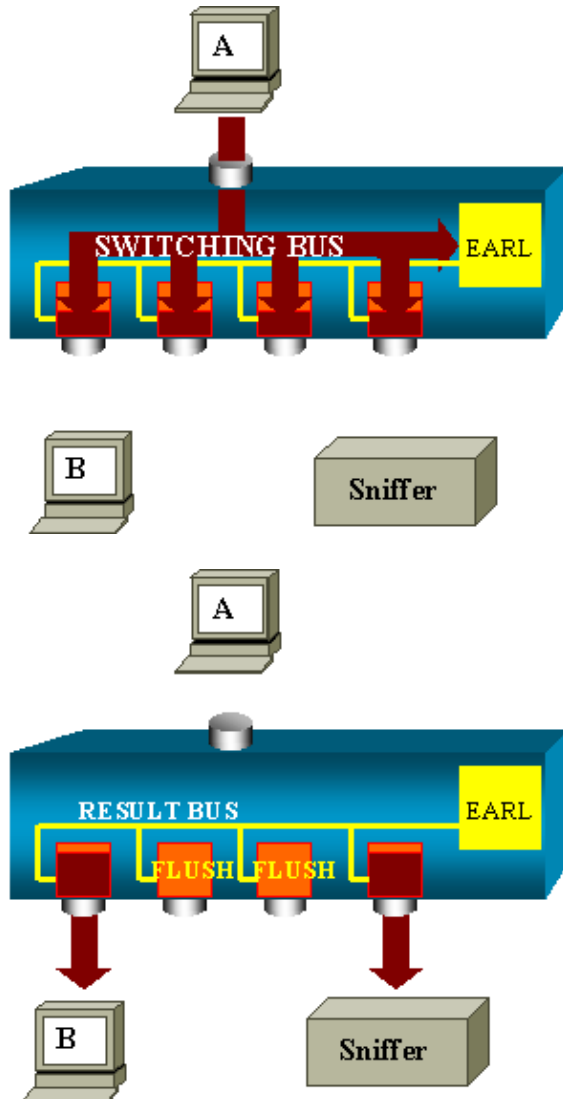 A
SWITCHING BUS
EARL
B
Sniffer
A
RESULT BUS
EARL
FLUSH FLUSH
B
Sniffer